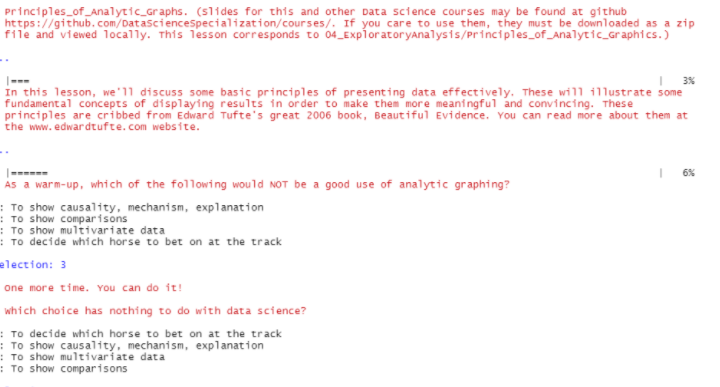 Principles_of_Analytic_Graphs. (Slides for this and other Data Science courses may be found at github
https://github.com/DataScienceSpecialization/courses/. If you care to use them, they must be downloaded as a zip
file and viewed locally. This lesson corresponds to 04_ExploratoryAnalysis/Principles_of_Analytic_Graphics.)
..
|=== | 3%
In this lesson, we'll discuss some basic principles of presenting data effectively. These will illustrate some
fundamental concepts of displaying results in order to make them more meaningful and convincing. These
principles are cribbed from Edward Tufte's great 2006 book, Beautiful Evidence. You can read more about them at
the www.edwardtufte.com website.
..
|====== | 6%
As a warm-up, which of the following would NOT be a good use of analytic graphing?
: To show causality, mechanism, explanation
: To show comparisons
: To show multivariate data
: To decide which horse to bet on at the track
election: 3
One more time. You can do it!
Which choice has nothing to do with data science?
: To decide which horse to bet on at the track
: To show causality, mechanism, explanation
: To show multivariate data
: To show comparisons